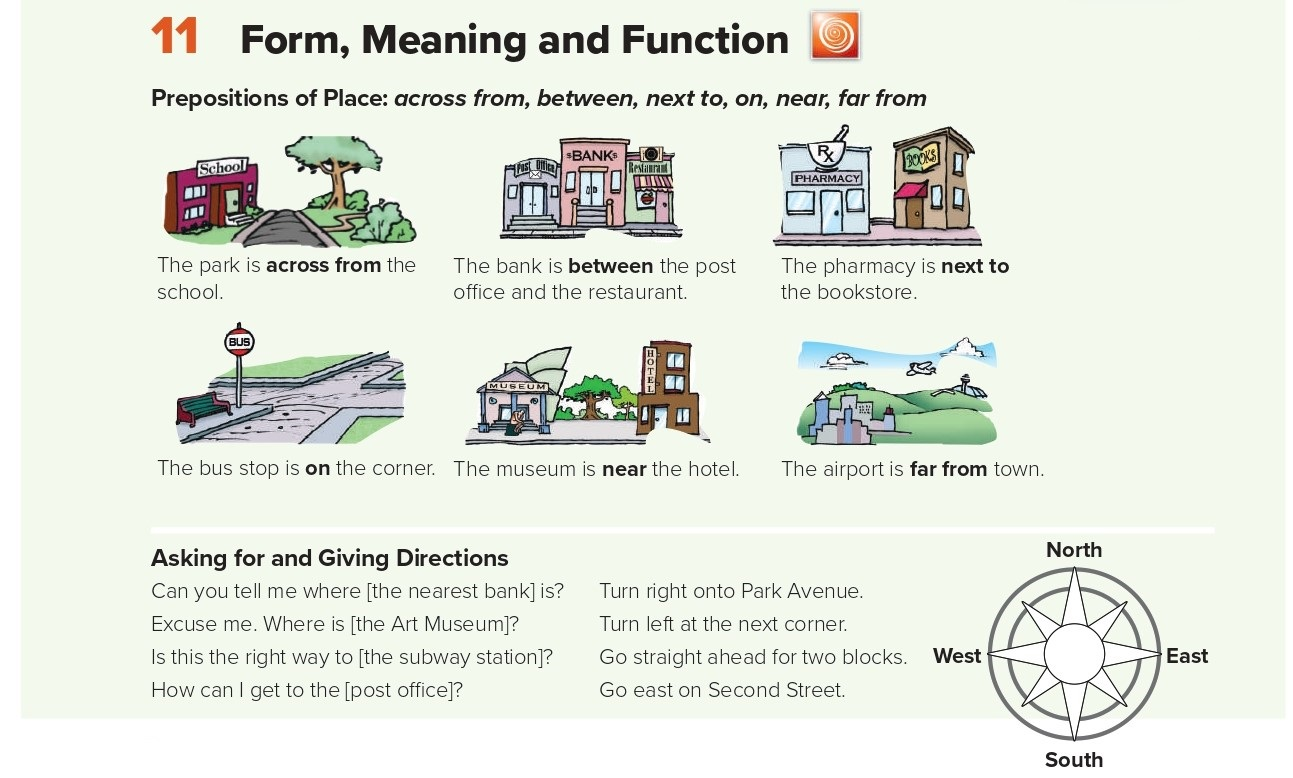 11 Form, Meaning and Function
Prepositions of Place: across from, between, next to, on, near, far from
School
Post Office
$BANK$
Restaurant
RX
PHARMACY
BOOKS
The park is across from the
school.
The bank is between the post
office and the restaurant.
The pharmacy is next to
the bookstore.
BUS
MUSEUM
HOTEL
The bus stop is on the corner.
The museum is near the hotel.
The airport is far from town.
Asking for and Giving Directions
Can you tell me where [the nearest bank] is?
Excuse me. Where is [the Art Museum]?
Is this the right way to [the subway station]?
How can I get to the [post office]?
Turn right onto Park Avenue.
Turn left at the next corner.
Go straight ahead for two blocks.
Go east on Second Street.
North
West
East
South